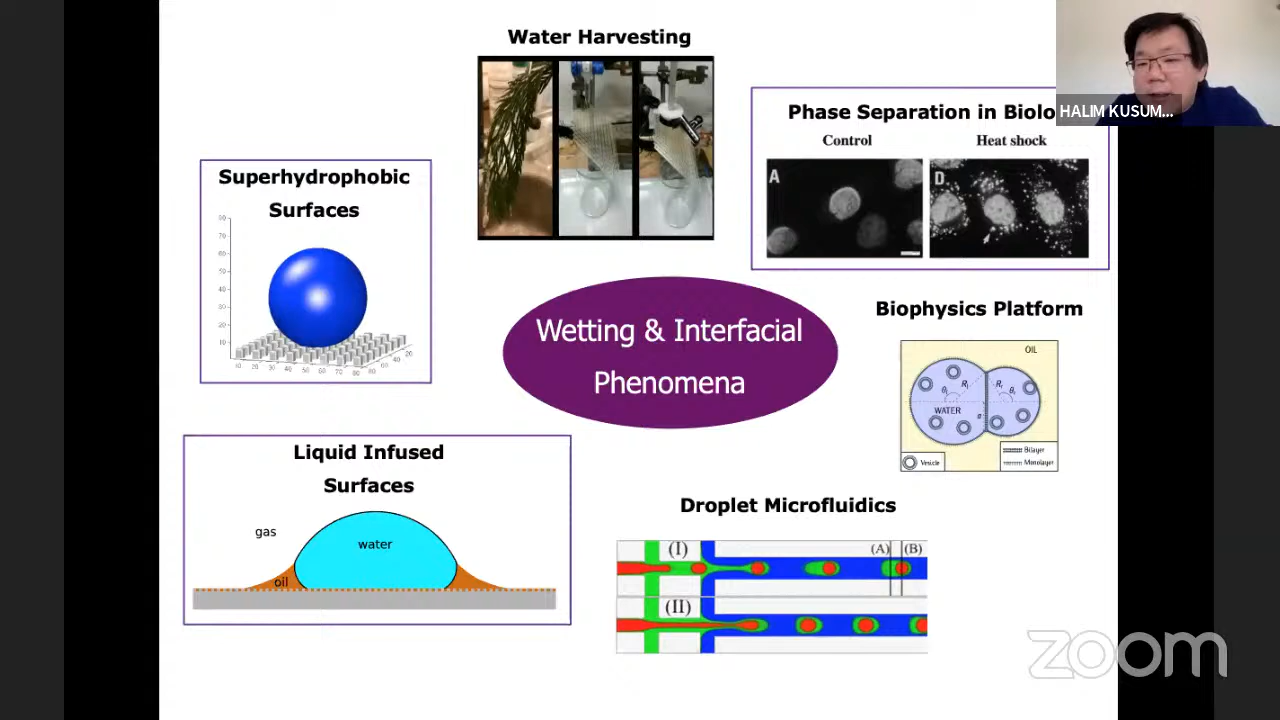 Water Harvesting
HALIM KUSUM...
Phase Separation in Biolo
Control
Heat shock
A
D
Superhydrophobic
Surfaces
Wetting & Interfacial
Phenomena
Biophysics Platform
OIL
WATER
Vesicle
Bilayer
Monolayer
Liquid Infused
Surfaces
gas
water
oil
Droplet Microfluidics
(I)
(A)
(B)
(II)
zoom